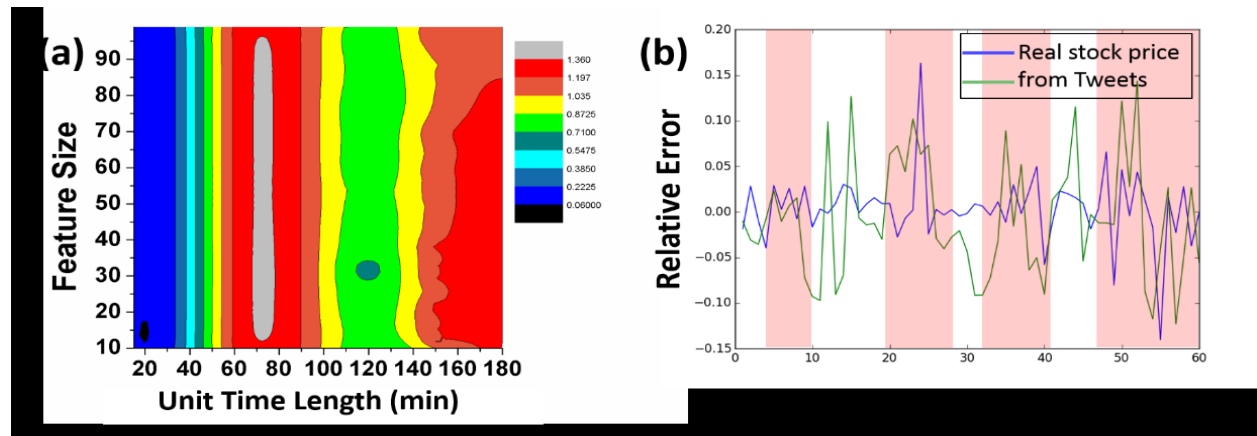 (a)
Feature Size
90
80
70
60
50
40
30
20
10
20 40 60 80 100 120 140 160 180
Unit Time Length (min)
1.360
1.197
1.035
0.8725
0.7100
0.5475
0.3850
0.2225
0.06000
(b)
Relative Error
0.20
0.15
0.10
0.05
0.00
−0.05
−0.10
−0.15
0 10 20 30 40 50 60
Real stock price
from Tweets